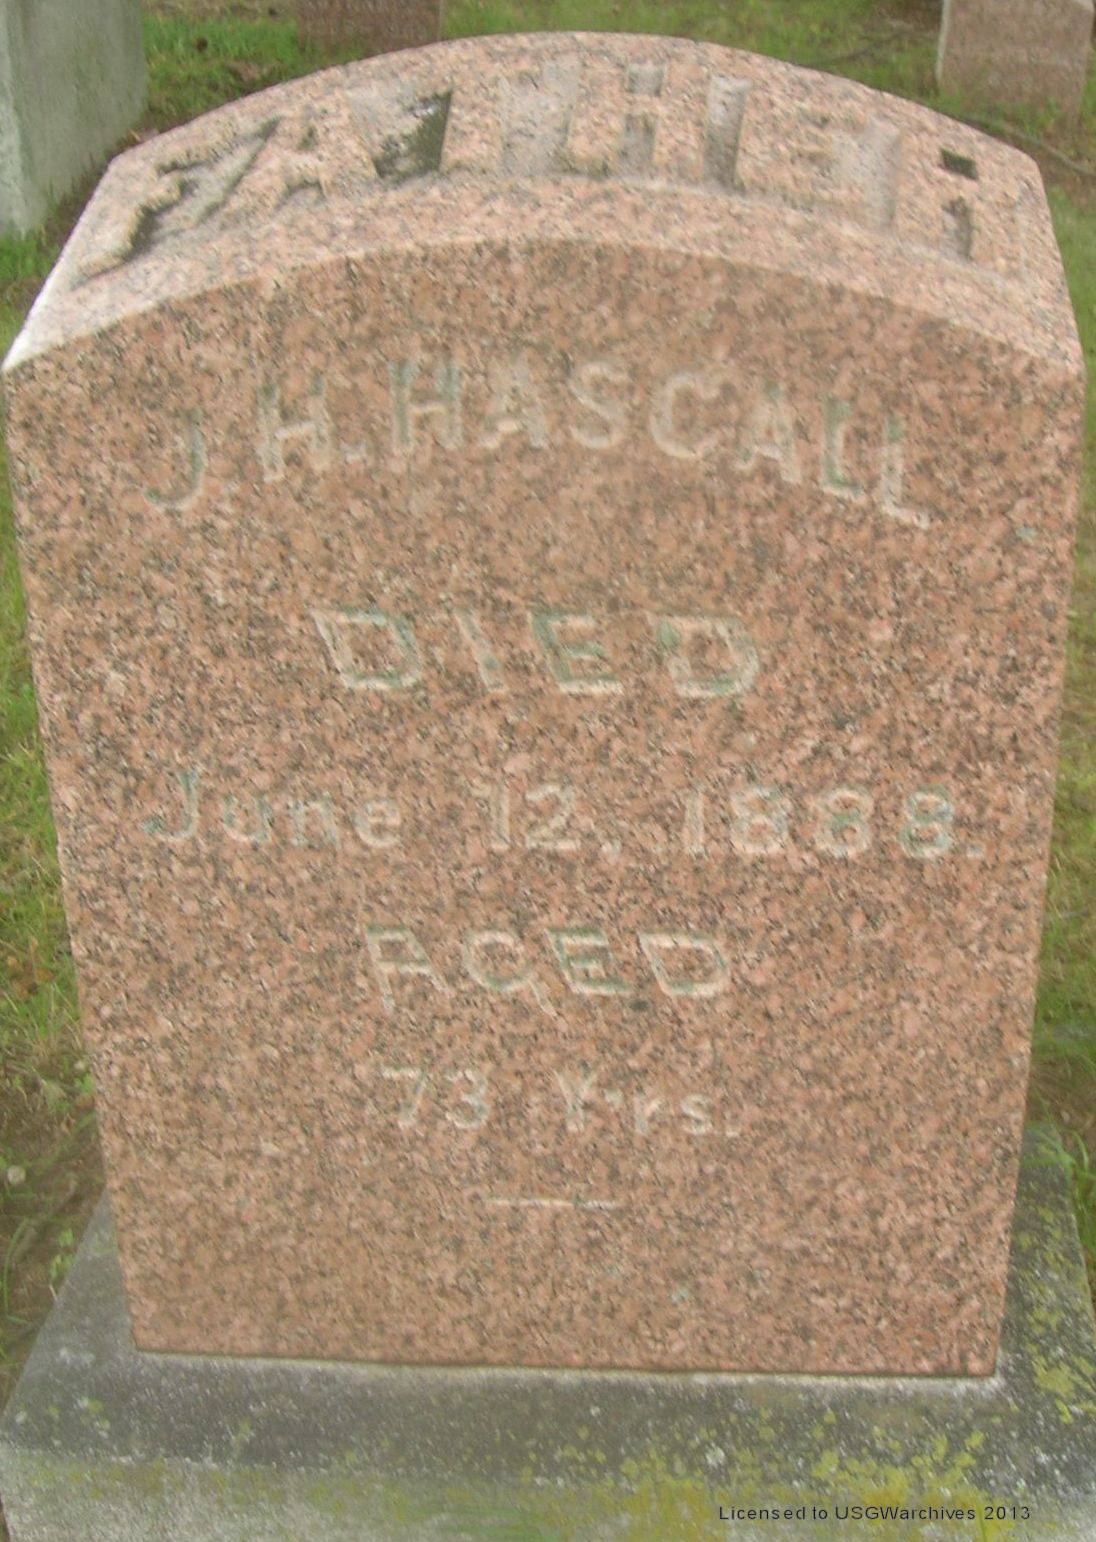 FATHER
J. H. HASCALL
DIED
June 12, 1888.
AGED
73 Yrs.
Licensed to USGWarchives 2013